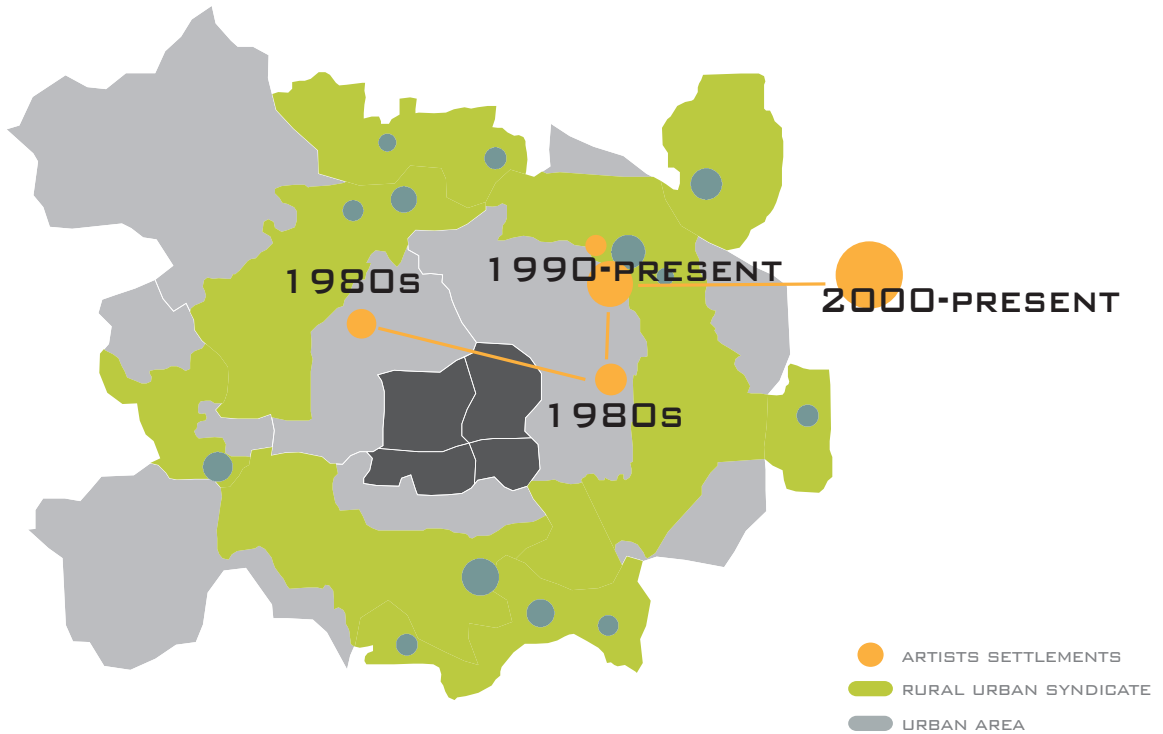 1990-PRESENT
1980s
2000-PRESENT
1980s
ARTISTS SETTLEMENTS
RURAL URBAN SYNDICATE
URBAN AREA